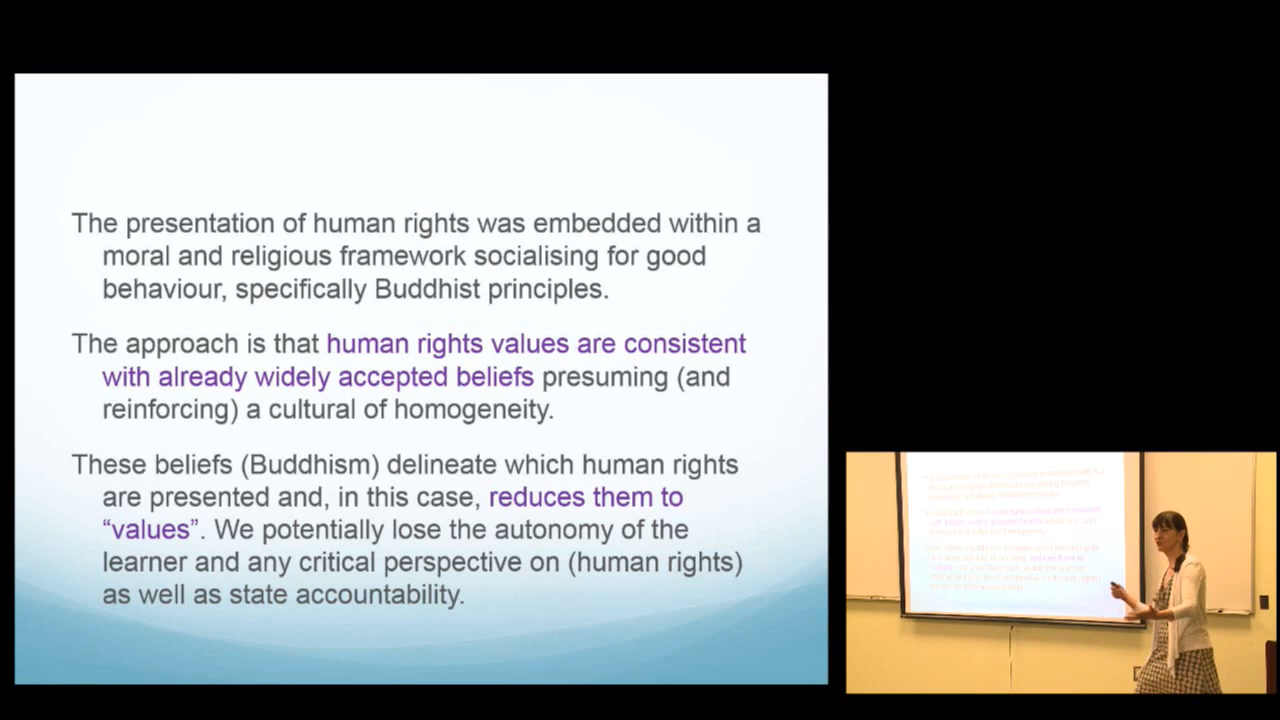 The presentation of human rights was embedded within a
moral and religious framework socialising for good
behaviour, specifically Buddhist principles.
The approach is that human rights values are consistent
with already widely accepted beliefs presuming (and
reinforcing) a cultural of homogeneity.
These beliefs (Buddhism) delineate which human rights
are presented and, in this case, reduces them to
“values”. We potentially lose the autonomy of the
learner and any critical perspective on (human rights)
as well as state accountability.